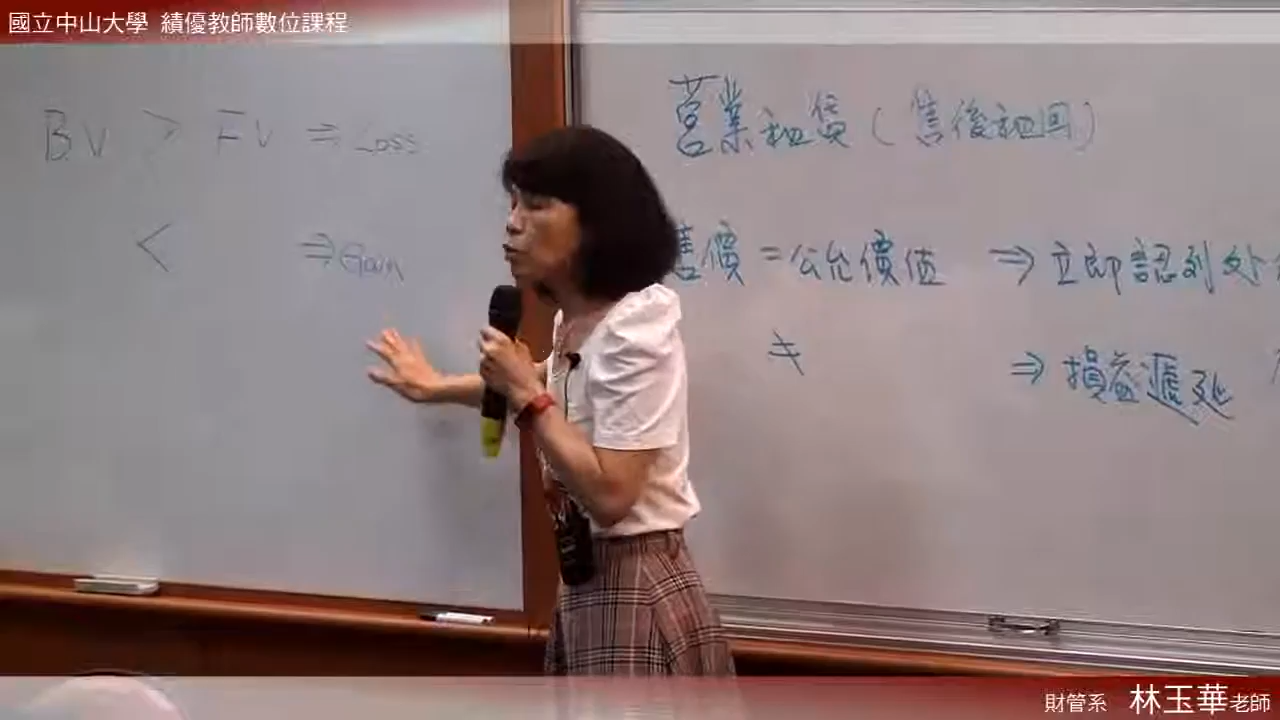 國立中山大學 績優教師數位課程
BV > FV ⇒ Loss
< ⇒ Gain
營業租賃(售後租回)
售價 = 公允價值 ⇒ 立即認列处
≠ ⇒ 損益遞延
財管系 林玉華老師